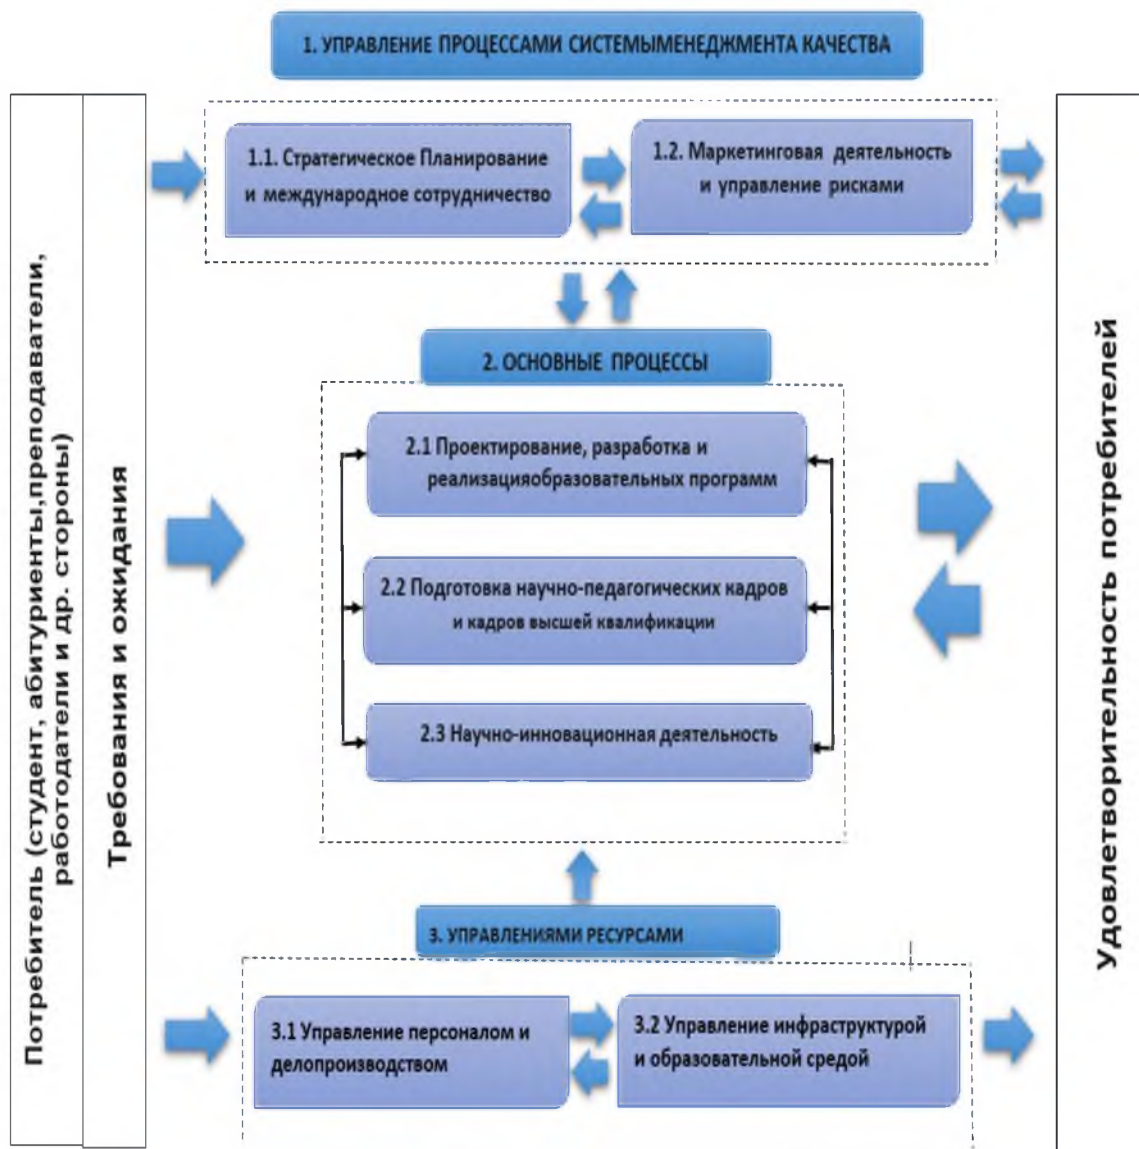 1. УПРАВЛЕНИЕ ПРОЦЕССАМИ СИСТЕМЫМЕНЕДЖМЕНТА КАЧЕСТВА
Потребитель (студент, абитуриенты,преподаватели,
работодатели и др. стороны)
Требования и ожидания
1.1. Стратегическое Планирование
и международное сотрудничество
1.2. Маркетинговая деятельность
и управление рисками
2. ОСНОВНЫЕ ПРОЦЕССЫ
2.1 Проектирование, разработка и
реализацияобразовательных программ
2.2 Подготовка научно-педагогических кадров
и кадров высшей квалификации
2.3 Научно-инновационная деятельность
3. УПРАВЛЕНИЯМИ РЕСУРСАМИ
3.1 Управление персоналом и
делопроизводством
3.2 Управление инфраструктурой
и образовательной средой
Удовлетворительность потребителей